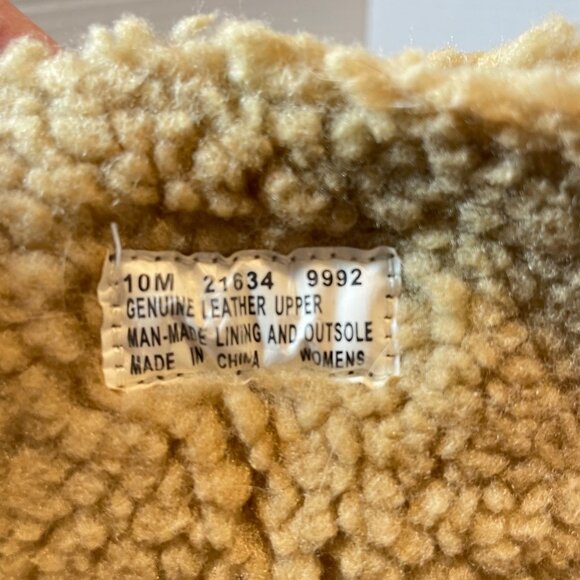 10M 21634 9992
GENUINE LEATHER UPPER
MAN-MADE LINING AND OUTSOLE
MADE IN CHINA WOMENS